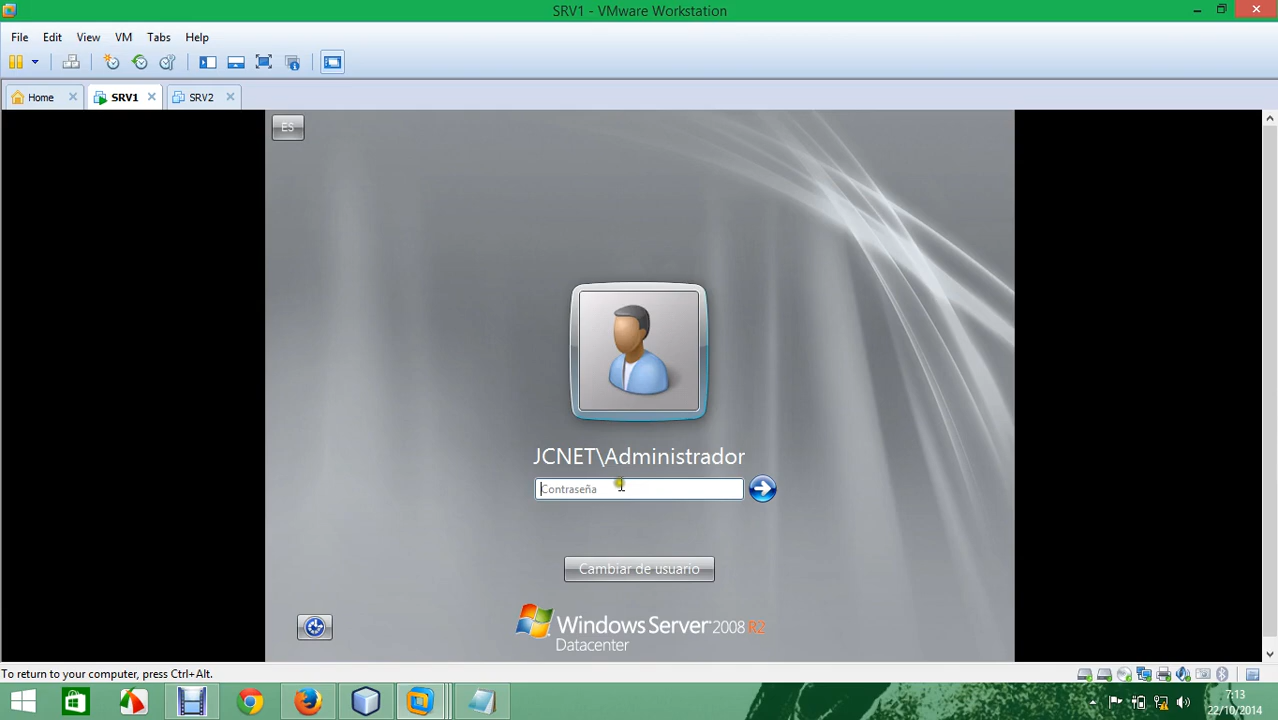 SRV1 - VMware Workstation
File Edit View VM Tabs Help
Home SRV1 SRV2
ES
JCNET\Administrador
Contraseña
Cambiar de usuario
Windows Server 2008 R2
Datacenter
To return to your computer, press Ctrl+Alt.
7:13
22/10/2014